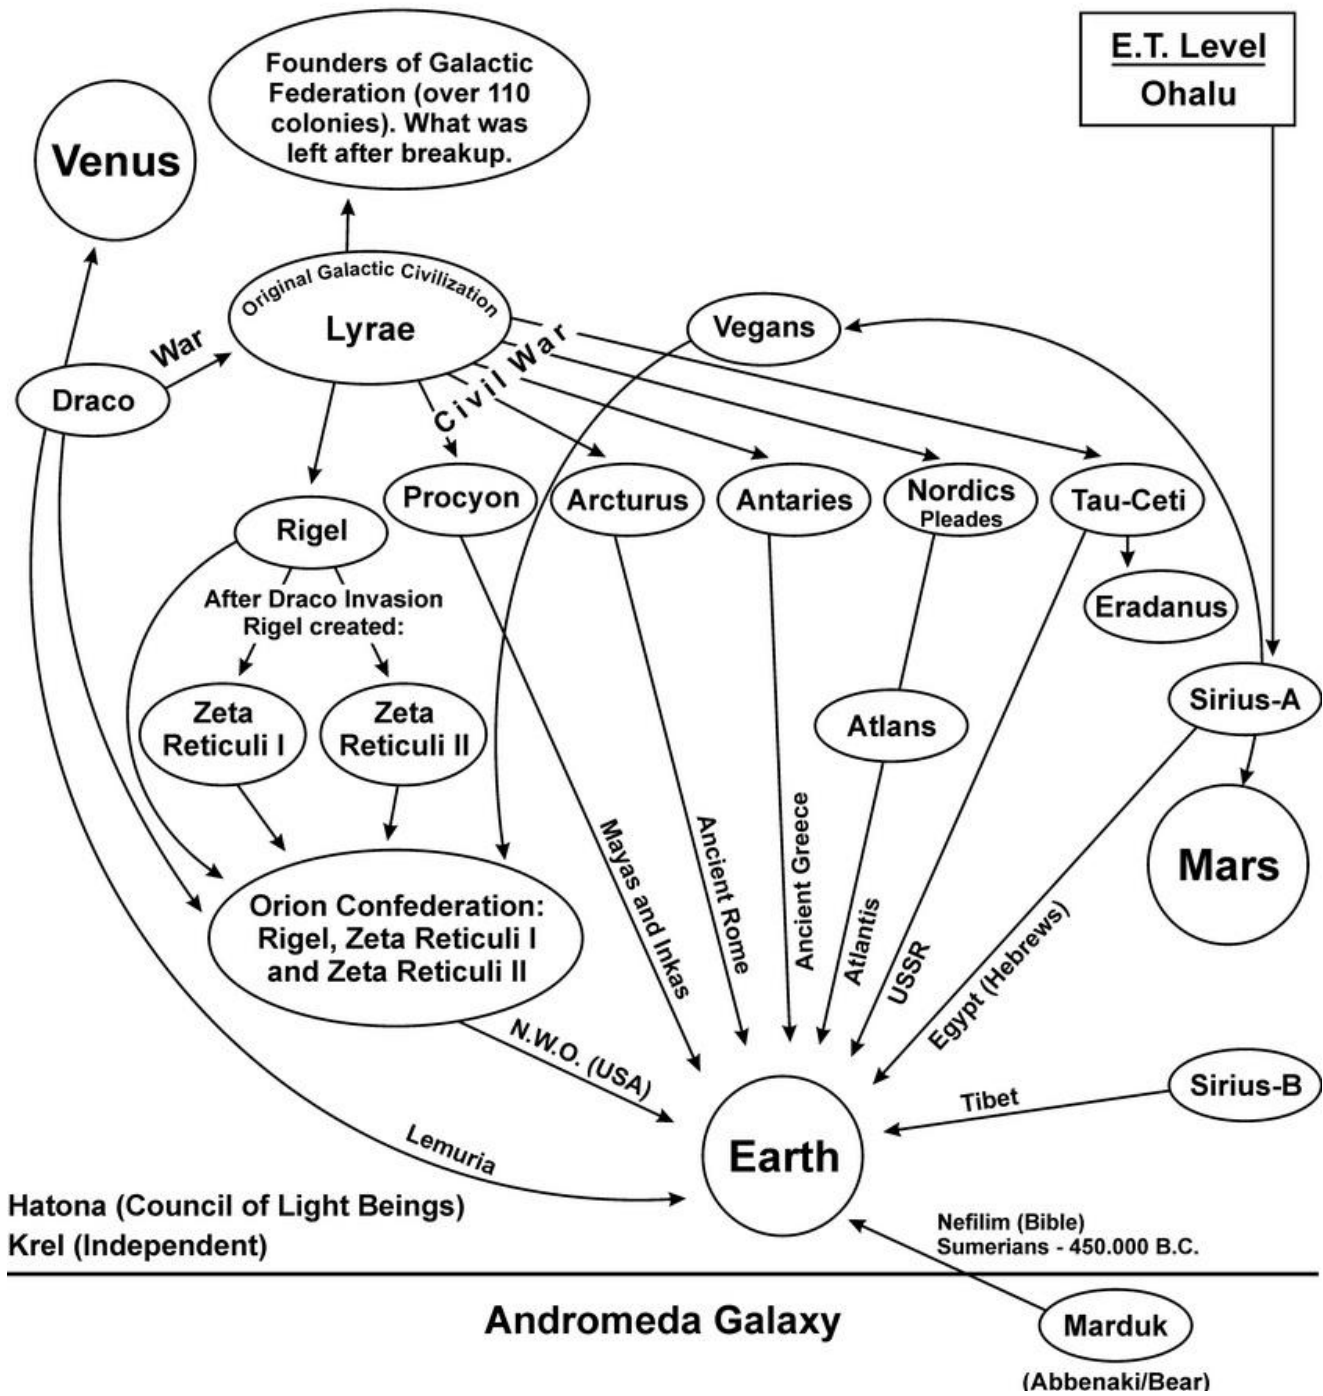 E.T. Level
Ohalu
Founders of Galactic
Federation (over 110
colonies). What was
left after breakup.
Venus
Original Galactic Civilization
Lyrae
War
Draco
Civil War
Vegans
Rigel
Procyon
Arcturus
Antaries
Nordics
Pleades
Tau-Ceti
Eradanus
After Draco Invasion
Rigel created:
Zeta
Reticuli I
Zeta
Reticuli II
Atlans
Sirius-A
Mars
Orion Confederation:
Rigel, Zeta Reticuli I
and Zeta Reticuli II
Mayas and Inkas
Ancient Rome
Ancient Greece
Atlantis
USSR
Egypt (Hebrews)
N.W.O. (USA)
Lemuria
Tibet
Sirius-B
Earth
Hatona (Council of Light Beings)
Krel (Independent)
Nefilim (Bible)
Sumerians - 450.000 B.C.
Andromeda Galaxy
Marduk
(Abbenaki/Bear)